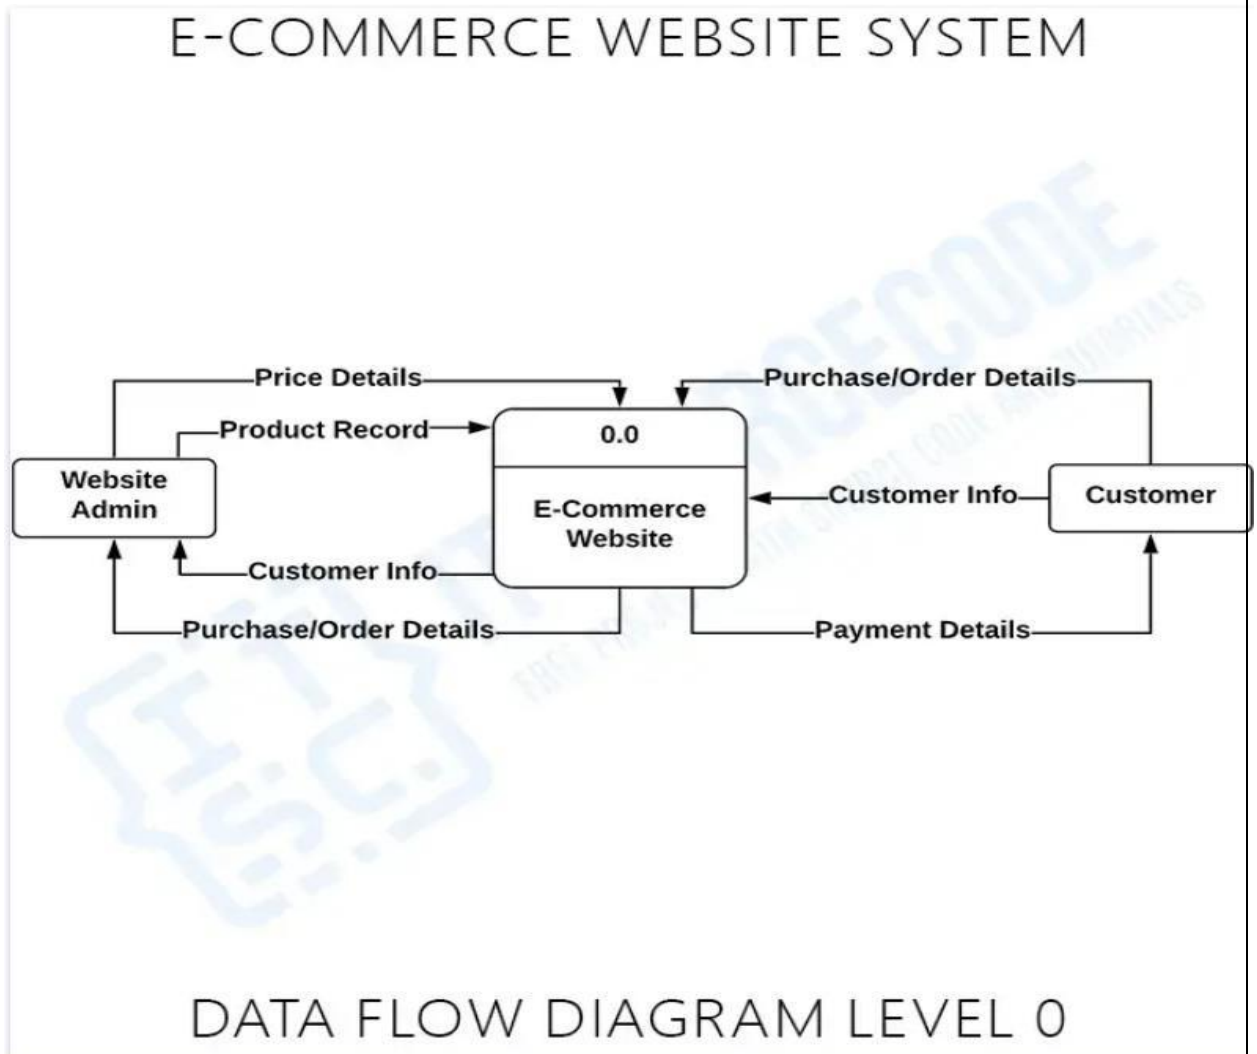 E-COMMERCE WEBSITE SYSTEM
Price Details
Purchase/Order Details
Product Record
0.0
Website
Admin
E-Commerce
Website
Customer Info
Customer
Customer Info
Purchase/Order Details
Payment Details
DATA FLOW DIAGRAM LEVEL 0